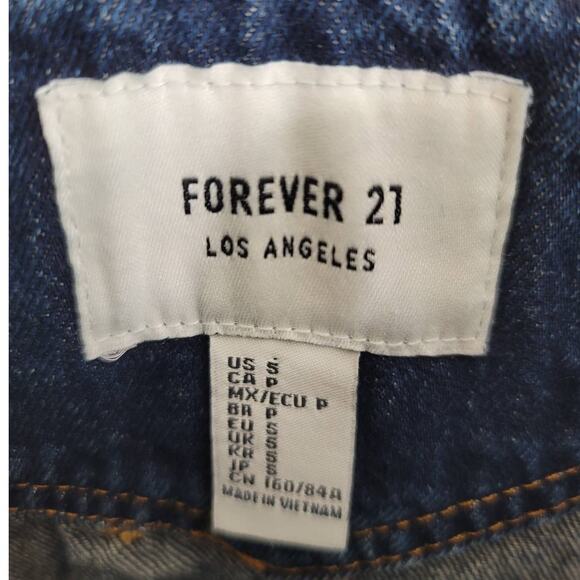 FOREVER 21
LOS ANGELES
US S
CA P
MX/ECU P
BR P
EU S
UK S
KR S
JP S
CN 160/84A
MADE IN VIETNAM